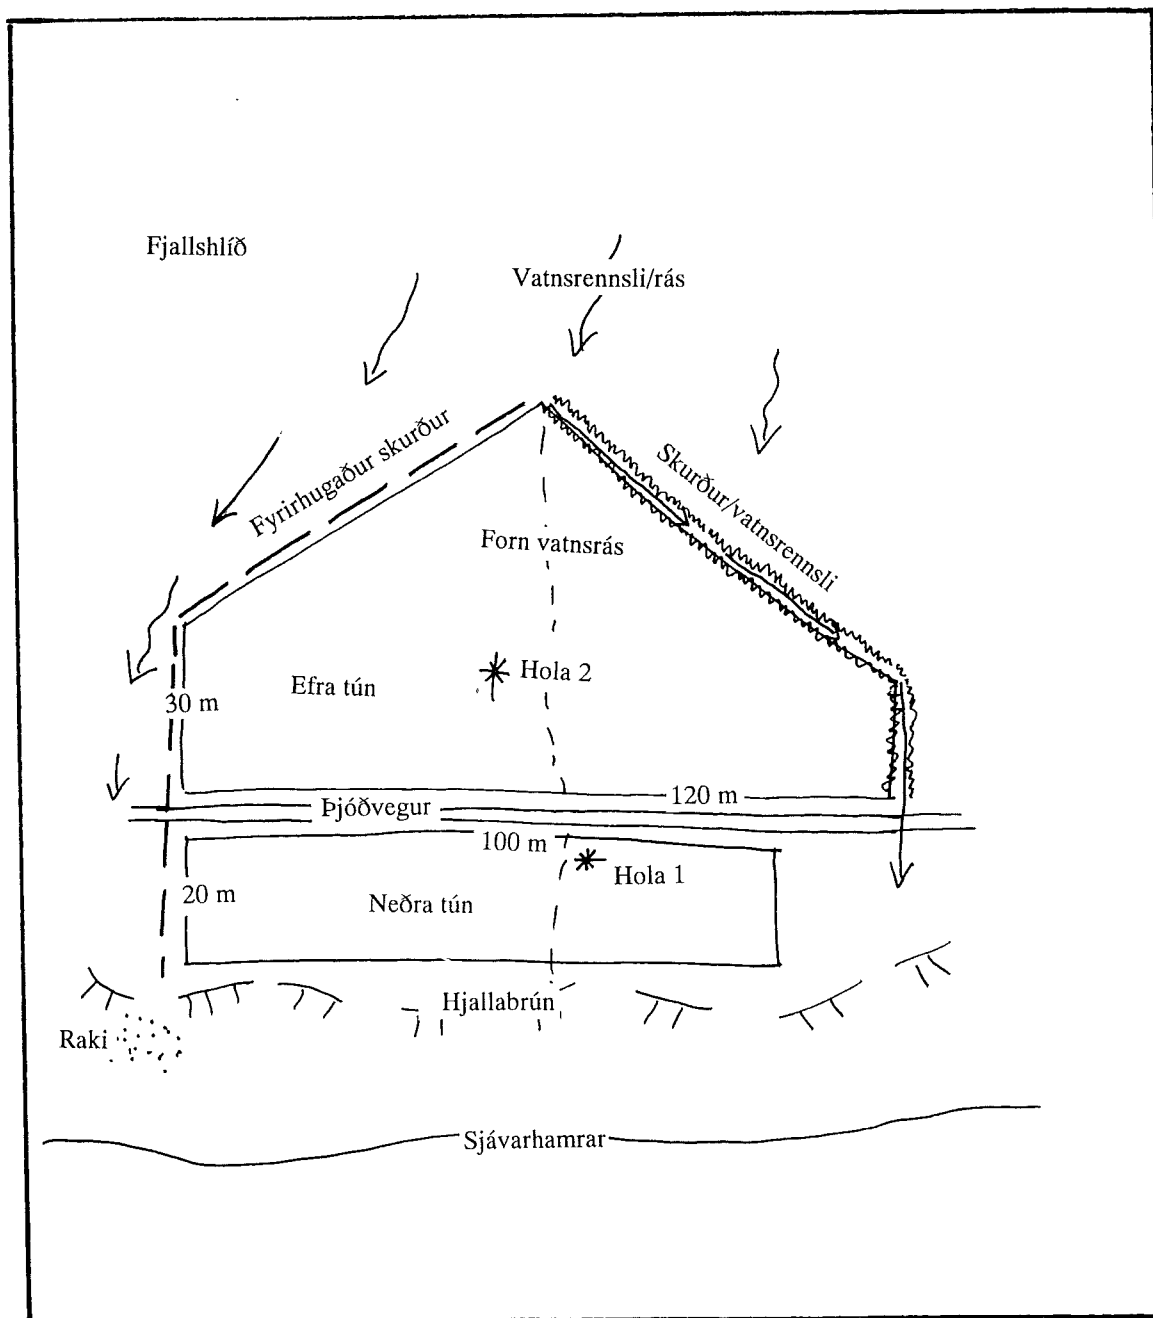 Fjallshlíð
Vatnsrennsli/rás
Fyrirhugaður skurður
Skurður/vatnsrennsli
Forn vatnsrás
Hola 2
Efra tún
30 m
120 m
Þjóðvegur
100 m
Hola 1
20 m
Neðra tún
Hjallabrún
Raki
Sjávarhamrar